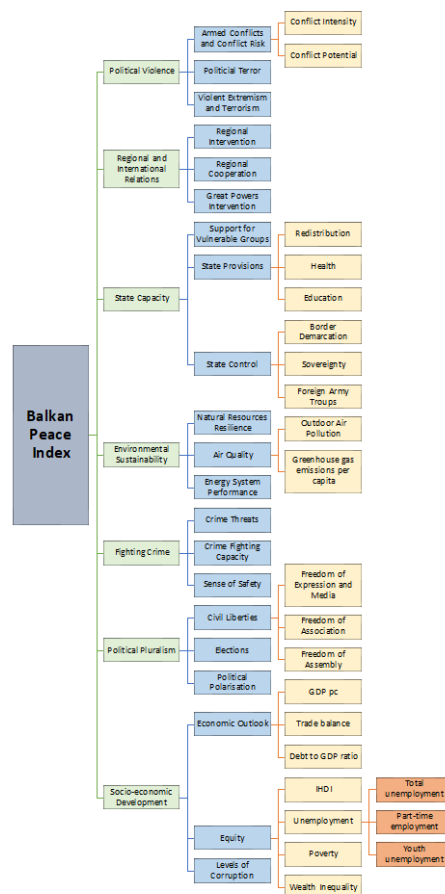 Balkan
Peace
Index
Political Violence
Armed Conflicts
and Conflict Risk
Conflict Intensity
Conflict Potential
Politicial Terror
Violent Extremism
and Terrorism
Regional and
International
Relations
Regional
Intervention
Regional
Cooperation
Great Powers
Intervention
State Capacity
Support for
Vulnerable Groups
State Provisions
Redistribution
Health
Education
State Control
Border
Demarcation
Sovereignty
Foreign Army
Troups
Environmental
Sustainability
Natural Resources
Resilience
Air Quality
Outdoor Air
Pollution
Greenhouse gas
emissions per
capita
Energy System
Performance
Fighting Crime
Crime Threats
Crime Fighting
Capacity
Sense of Safety
Political Pluralism
Civil Liberties
Freedom of
Expression and
Media
Freedom of
Association
Freedom of
Assembly
Elections
Political
Polarisation
Socio-economic
Development
Economic Outlook
GDP pc
Trade balance
Debt to GDP ratio
Equity
IHDI
Unemployment
Total
unemployment
Part-time
employment
Youth
unemployment
Poverty
Wealth Inequality
Levels of
Corruption